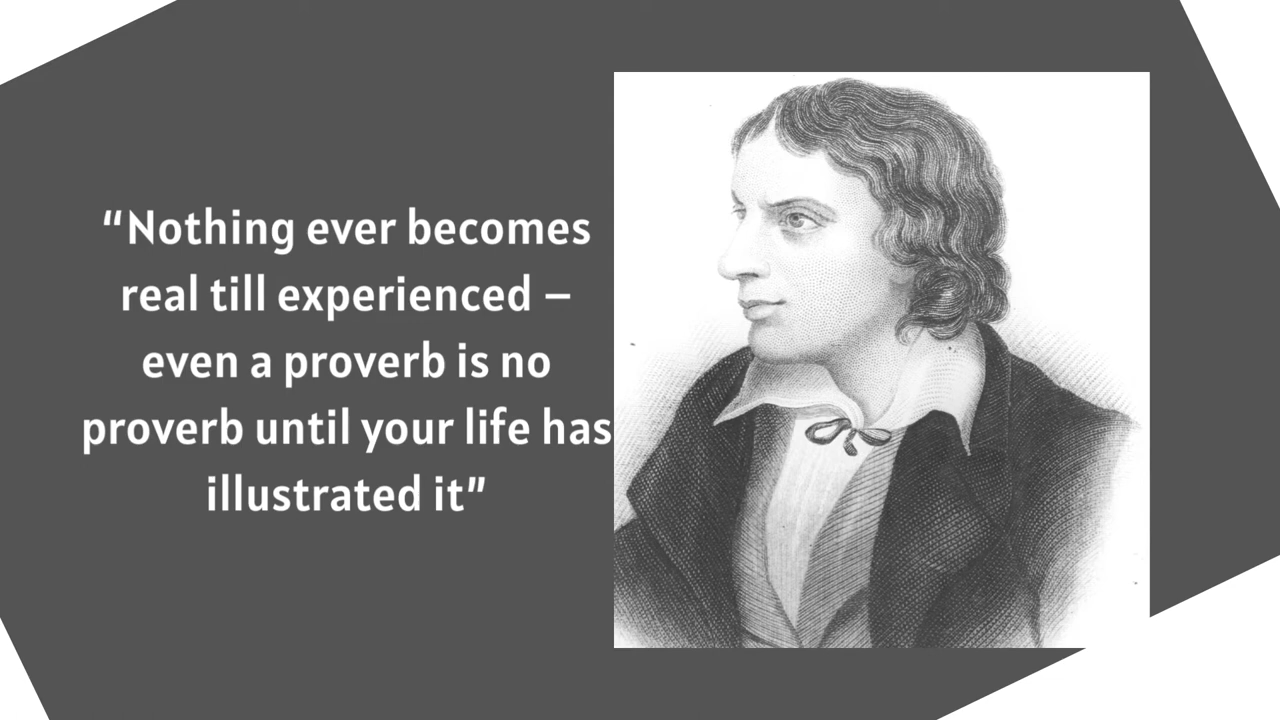 “Nothing ever becomes
real till experienced –
even a proverb is no
proverb until your life has
illustrated it”